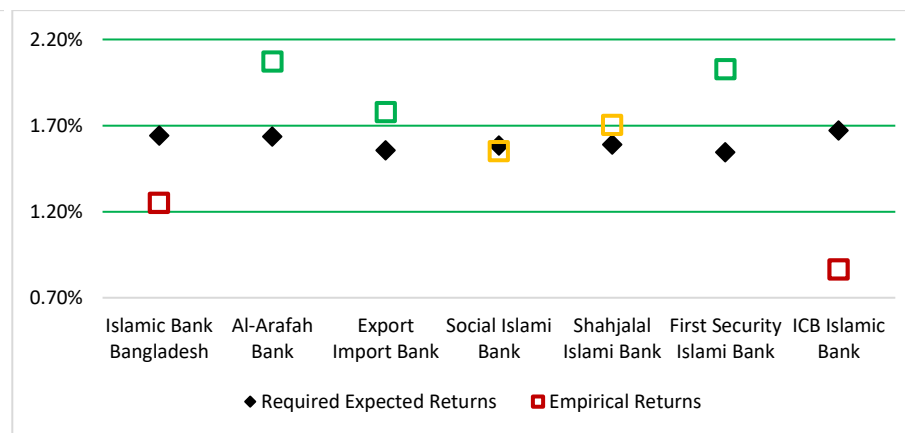 2.20%
1.70%
1.20%
0.70%
Islamic Bank Al-Arafah Export Social Islami Shahjalal First Security ICB Islamic
Bangladesh Bank Import Bank Bank Islami Bank Islami Bank Bank
Required Expected Returns Empirical Returns